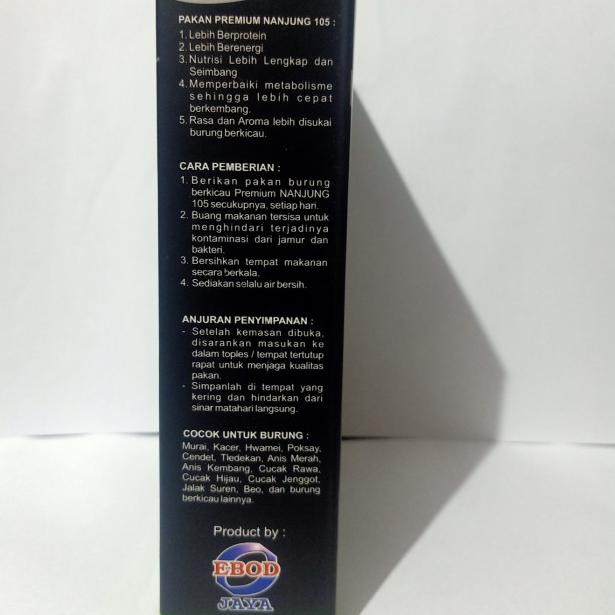 PAKAN PREMIUM NANJUNG 105 :
1. Lebih Berprotein
2. Lebih Berenergi
3. Nutrisi Lebih Lengkap dan
Seimbang
4. Memperbaiki metabolisme
sehingga lebih cepat
berkembang.
5. Rasa dan Aroma lebih disukai
burung berkicau.
CARA PEMBERIAN :
1. Berikan pakan burung
berkicau Premium NANJUNG
105 secukupnya, setiap hari.
2. Buang makanan tersisa untuk
menghindari terjadinya
kontaminasi dari jamur dan
bakteri.
3. Bersihkan tempat makanan
secara berkala.
4. Sediakan selalu air bersih.
ANJURAN PENYIMPANAN :
- Setelah kemasan dibuka,
disarankan masukan ke
dalam toples / tempat tertutup
rapat untuk menjaga kualitas
pakan.
- Simpanlah di tempat yang
kering dan hindarkan dari
sinar matahari langsung.
COCOK UNTUK BURUNG :
Murai, Kacer, Hwamei, Poksay,
Cendet, Tledekan, Anis Merah,
Anis Kembang, Cucak Rawa,
Cucak Hijau, Cucak Jenggot,
Jalak Suren, Beo, dan burung
berkicau lainnya.
Product by :
EBOD
JAYA